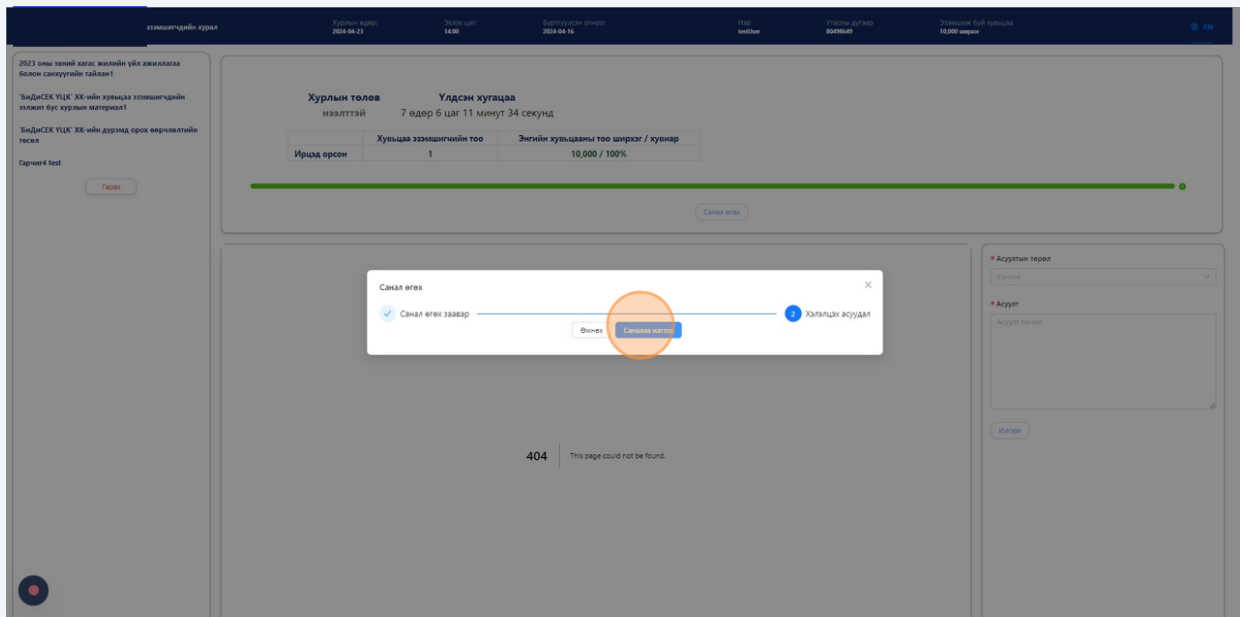 эзэмшигчдийн хурал
Хурлын өдөр:
2024-04-23
Эхлэх цаг:
14:00
Бүртгүүлсэн огноо:
2024-04-16
Нэр
testUser
Утасны дугаар
80498649
Эзэмшиж буй хувьцаа
10,000 ширхэг
EN
2023 оны эхний хагас жилийн үйл ажиллагаа
болон санхүүгийн тайлан1
'БиДиСЕК ҮЦК' ХК-ийн хувьцаа эзэмшигчдийн
ээлжит бус хурлын материал1
'БиДиСЕК ҮЦК' ХК-ийн дүрэмд орох өөрчлөлтийн
төсөл
Гарчиг4 test
Гарах
Хурлын төлөв
нээлттэй
Үлдсэн хугацаа
7 өдөр 6 цаг 11 минут 34 секунд
Хувьцаа эзэмшигчийн тоо
Энгийн хувьцааны тоо ширхэг / хувиар
Ирцэд орсон
1
10,000 / 100%
Санал өгөх
Санал өгөх
Санал өгөх заавар
2
Хэлэлцэх асуудал
Өмнөх
Саналаа илгээх
404
This page could not be found.
* Асуултын төрөл
Сонгох
* Асуулт
Асуулт бичих
Илгээх